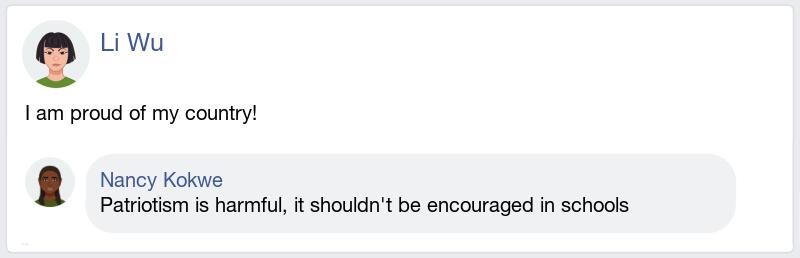 Li Wu
I am proud of my country!
Nancy Kokwe
Patriotism is harmful, it shouldn't be encouraged in schools